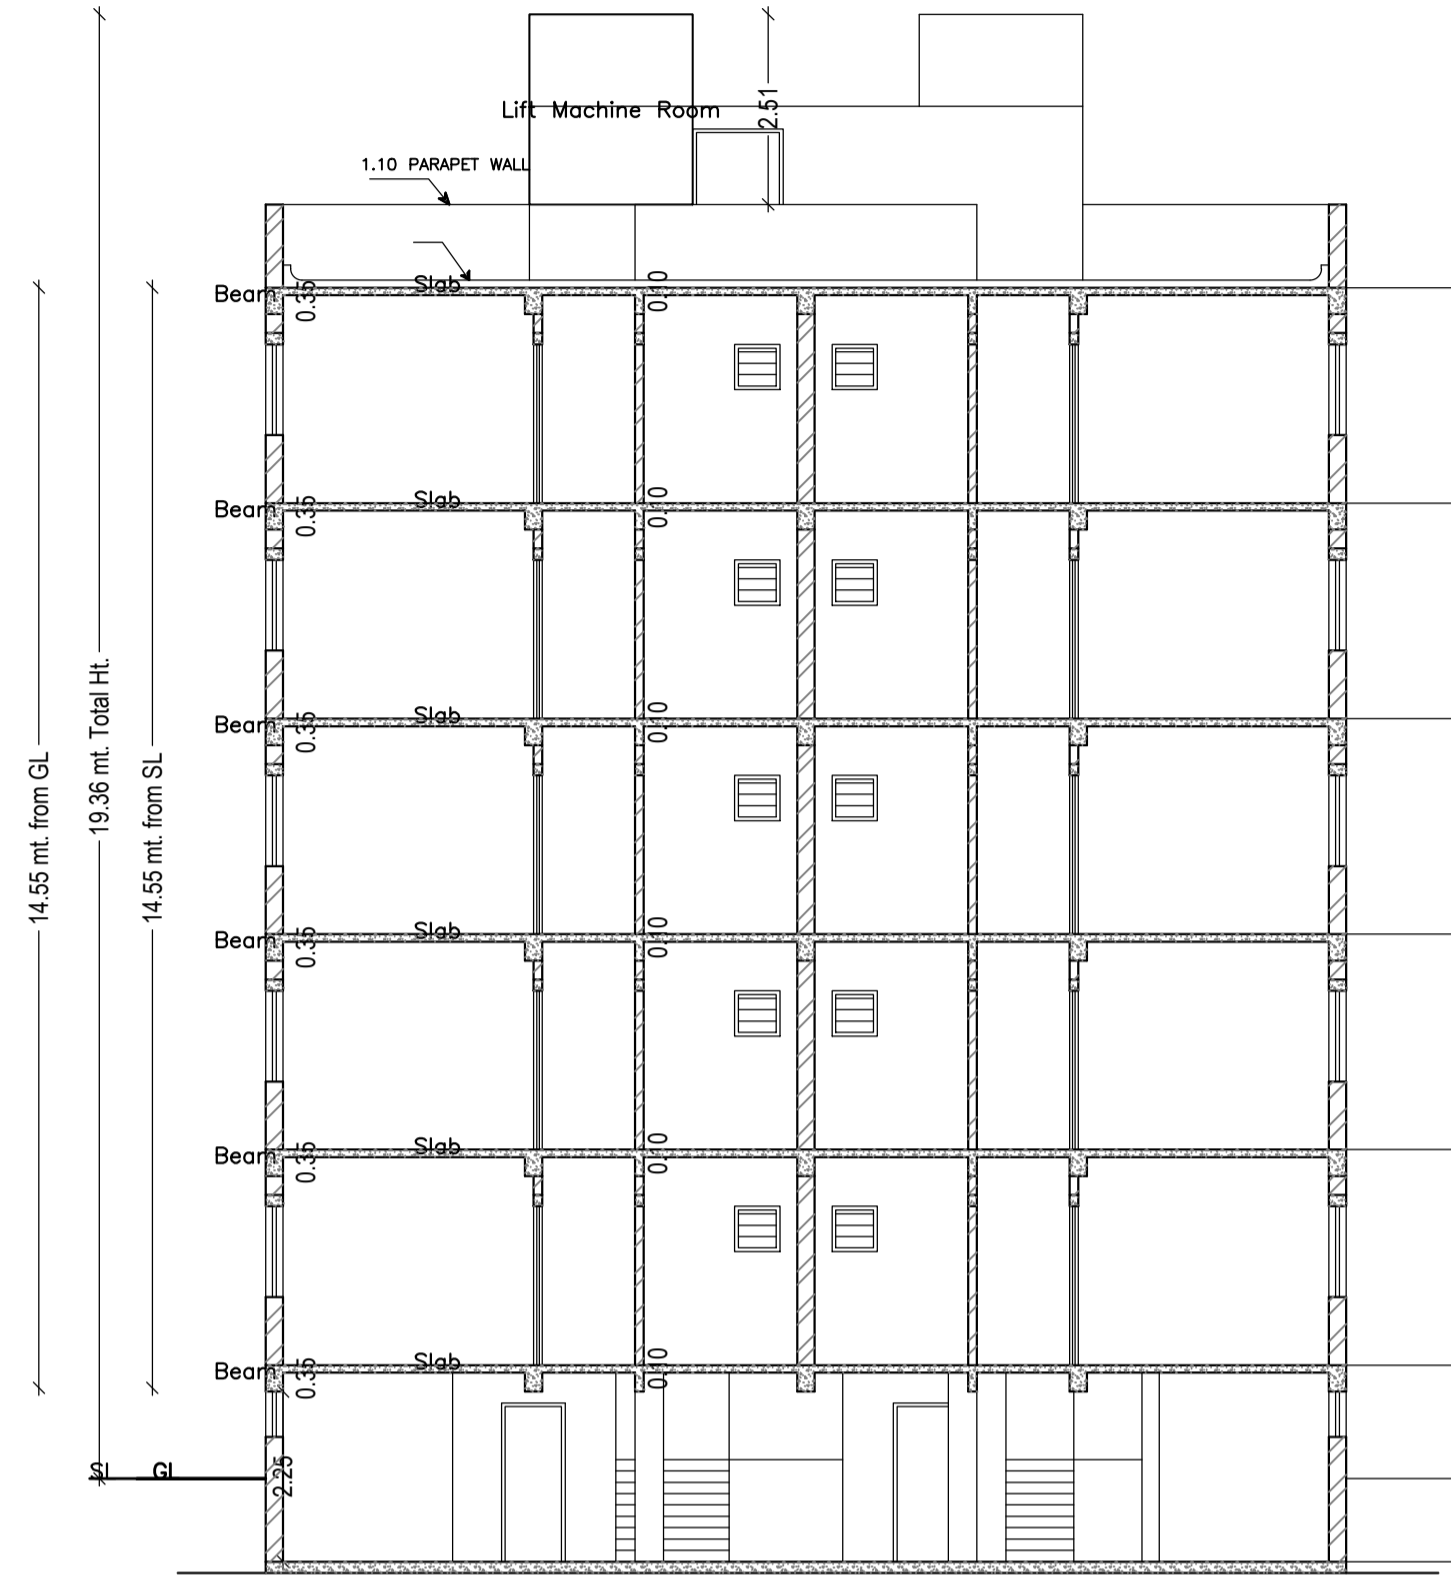 2.51
Lift Machine Room
1.10 PARAPET WALL
Slab
Beam 0.35 0.10
Slab
Beam 0.35 0.10
Slab
Beam 0.35 0.10
Slab
Beam 0.35 0.10
Slab
Beam 0.35 0.10
Slab
Beam 0.35 0.10
14.55 mt. from GL
19.36 mt. Total Ht.
14.55 mt. from SL
SL GL
2.25